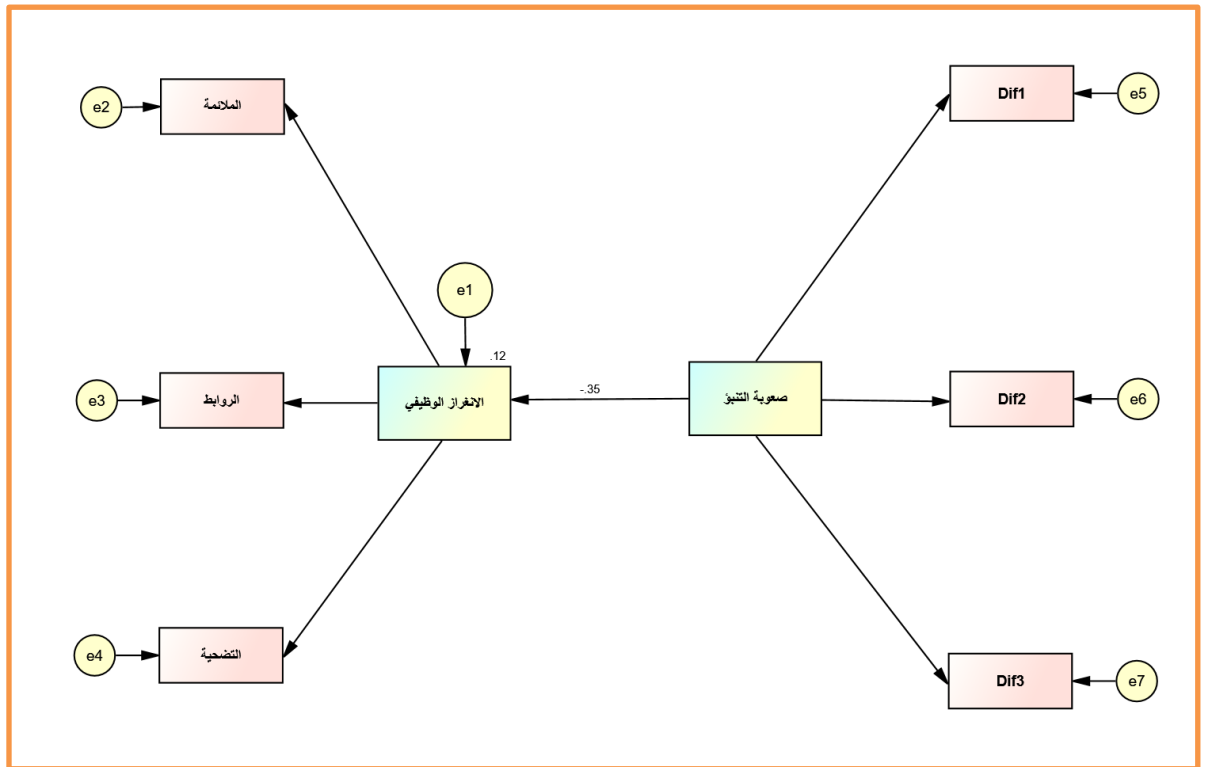 e2
الملائمة
Dif1
e5
e1
.12
e3
الروابط
الانغراز الوظيفي
-.35
صعوبة التنبؤ
Dif2
e6
e4
التضحية
Dif3
e7